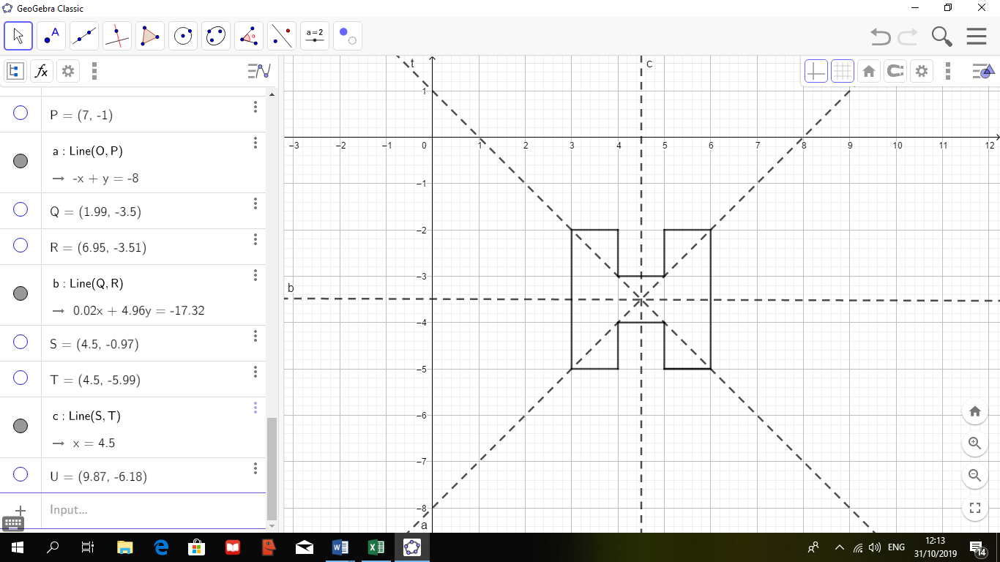 GeoGebra Classic
A
a=2
fx
P = (7, -1)
a : Line(O, P)
→ -x + y = -8
Q = (1.99, -3.5)
R = (6.95, -3.51)
b : Line(Q, R)
→ 0.02x + 4.96y = -17.32
S = (4.5, -0.97)
T = (4.5, -5.99)
c : Line(S, T)
→ x = 4.5
U = (9.87, -6.18)
Input...
t
c
b
a
1
-3 -2 -1 0 1 2 3 4 5 6 7 8 9 10 11 12
-1
-2
-3
-4
-5
-6
-7
-8
ENG
12:13
31/10/2019
14